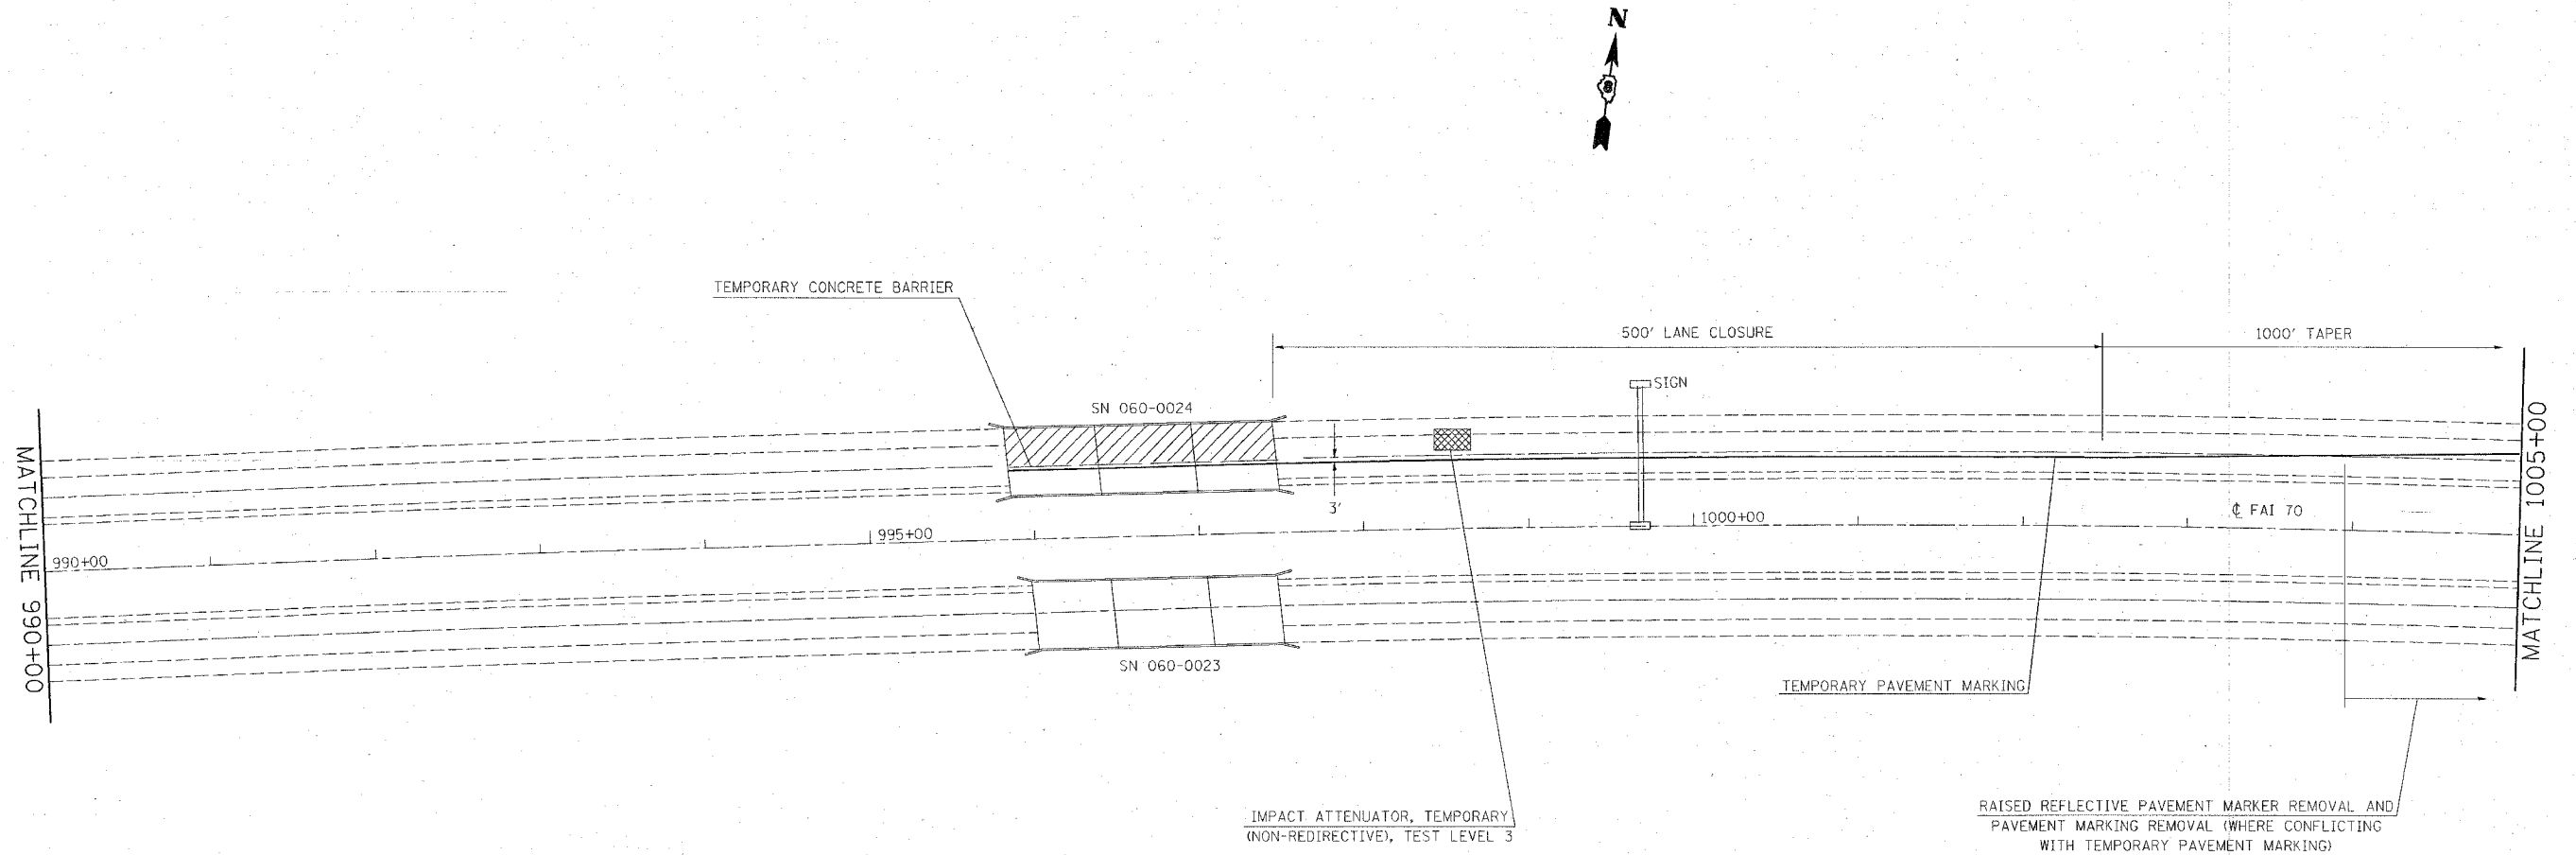 N
8
TEMPORARY CONCRETE BARRIER
500' LANE CLOSURE
1000' TAPER
SIGN
SN 060-0024
3'
MATCHLINE 990+00
990+00
995+00
1000+00
℄ FAI 70
MATCHLINE 1005+00
SN 060-0023
TEMPORARY PAVEMENT MARKING
IMPACT ATTENUATOR, TEMPORARY
(NON-REDIRECTIVE), TEST LEVEL 3
RAISED REFLECTIVE PAVEMENT MARKER REMOVAL AND
PAVEMENT MARKING REMOVAL (WHERE CONFLICTING
WITH TEMPORARY PAVEMENT MARKING)